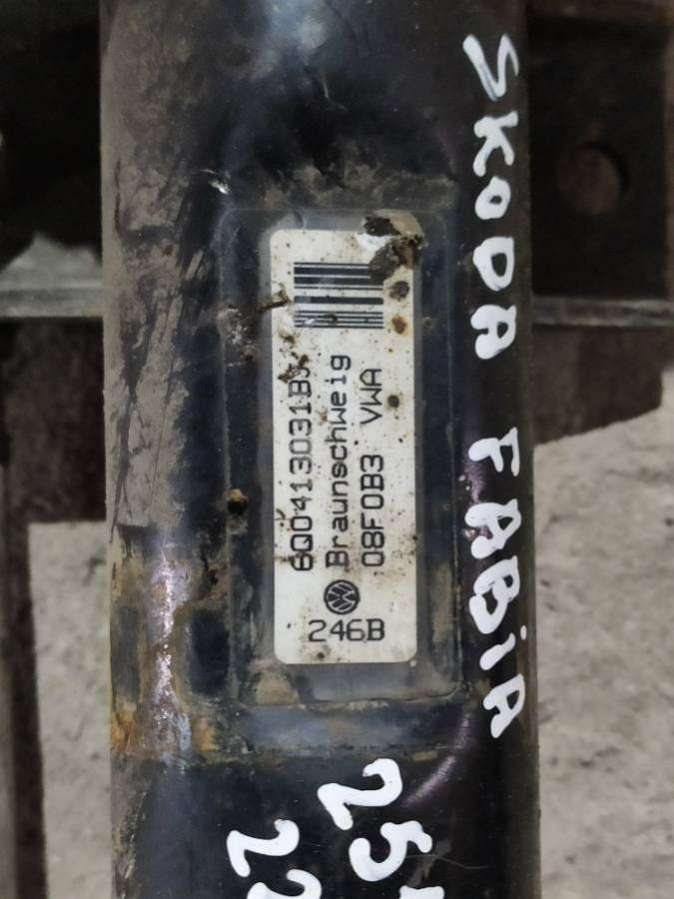 6Q0413031BJ
Braunschweig
08F0B3 VWA
246B
SKODA FABiA
25
22